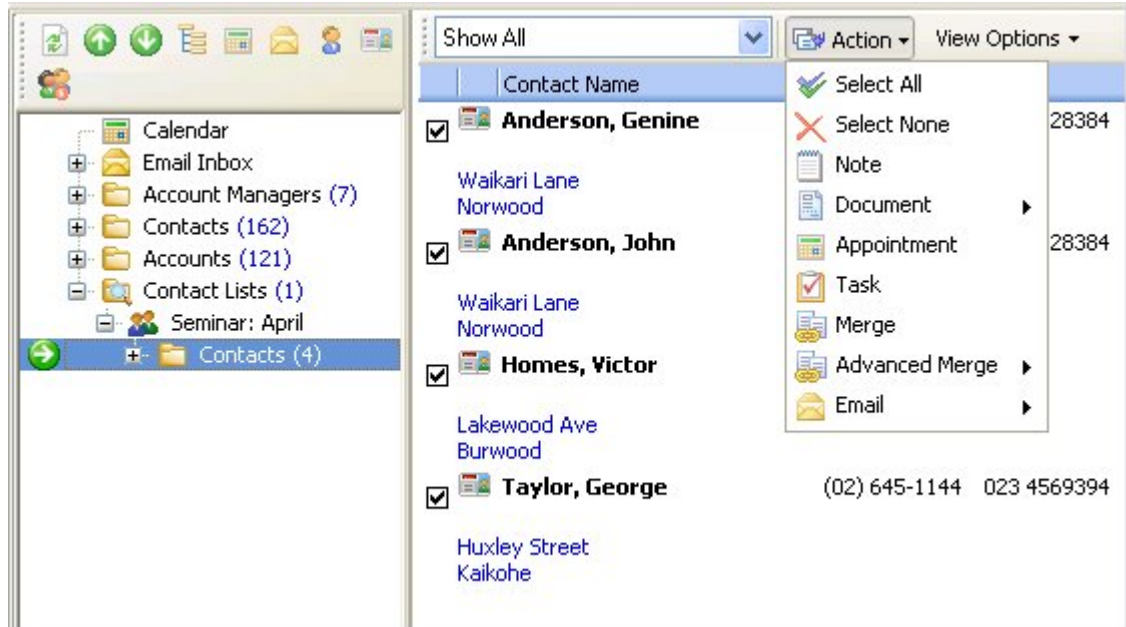 Show All
Action
View Options
Contact Name
Calendar
Email Inbox
Account Managers (7)
Contacts (162)
Accounts (121)
Contact Lists (1)
Seminar: April
Contacts (4)
Anderson, Genine
28384
Waikari Lane
Norwood
Anderson, John
28384
Waikari Lane
Norwood
Homes, Victor
Lakewood Ave
Burwood
Taylor, George (02) 645-1144 023 4569394
Huxley Street
Kaikohe
Select All
Select None
Note
Document
Appointment
Task
Merge
Advanced Merge
Email